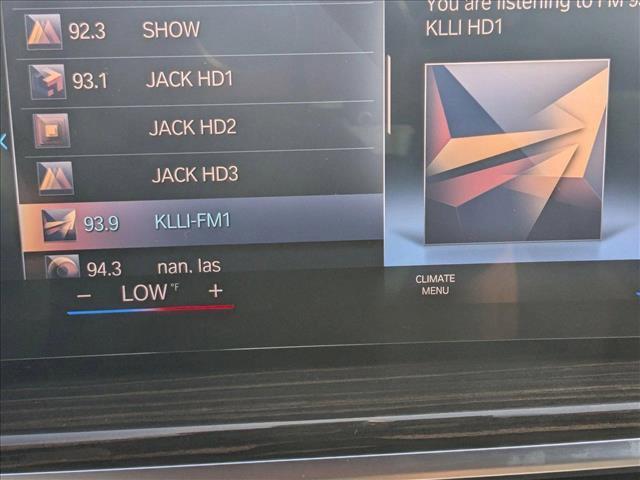 You are listening to FM 93
KLLI HD1
92.3 SHOW
93.1 JACK HD1
JACK HD2
JACK HD3
93.9 KLLI-FM1
94.3 nan, las
− LOW °F +
CLIMATE
MENU